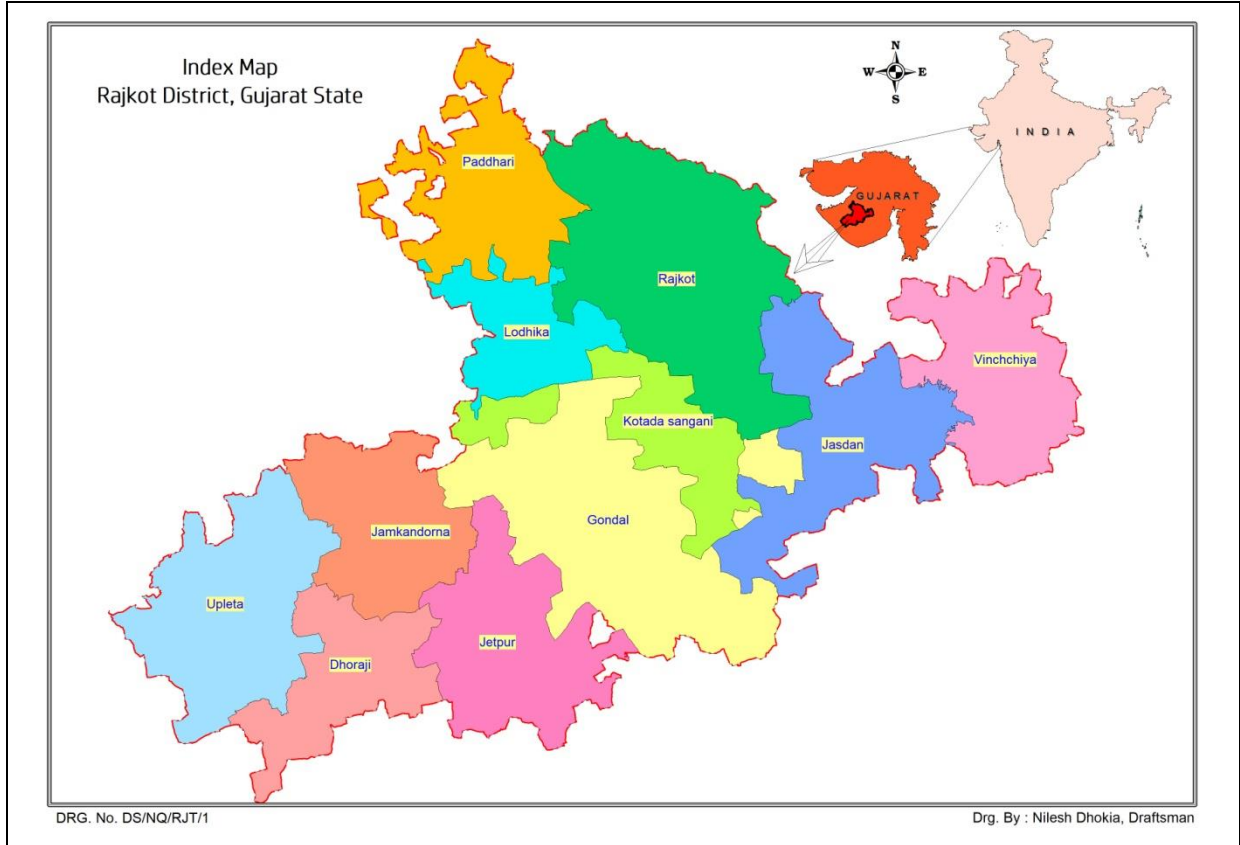 Index Map
Rajkot District, Gujarat State
N
W E
S
INDIA
GUJARAT
Paddhari
Rajkot
Lodhika
Vinchchiya
Kotada sangani
Jasdan
Gondal
Jamkandorna
Upleta
Jetpur
Dhoraji
DRG. No. DS/NQ/RJT/1
Drg. By : Nilesh Dhokia, Draftsman